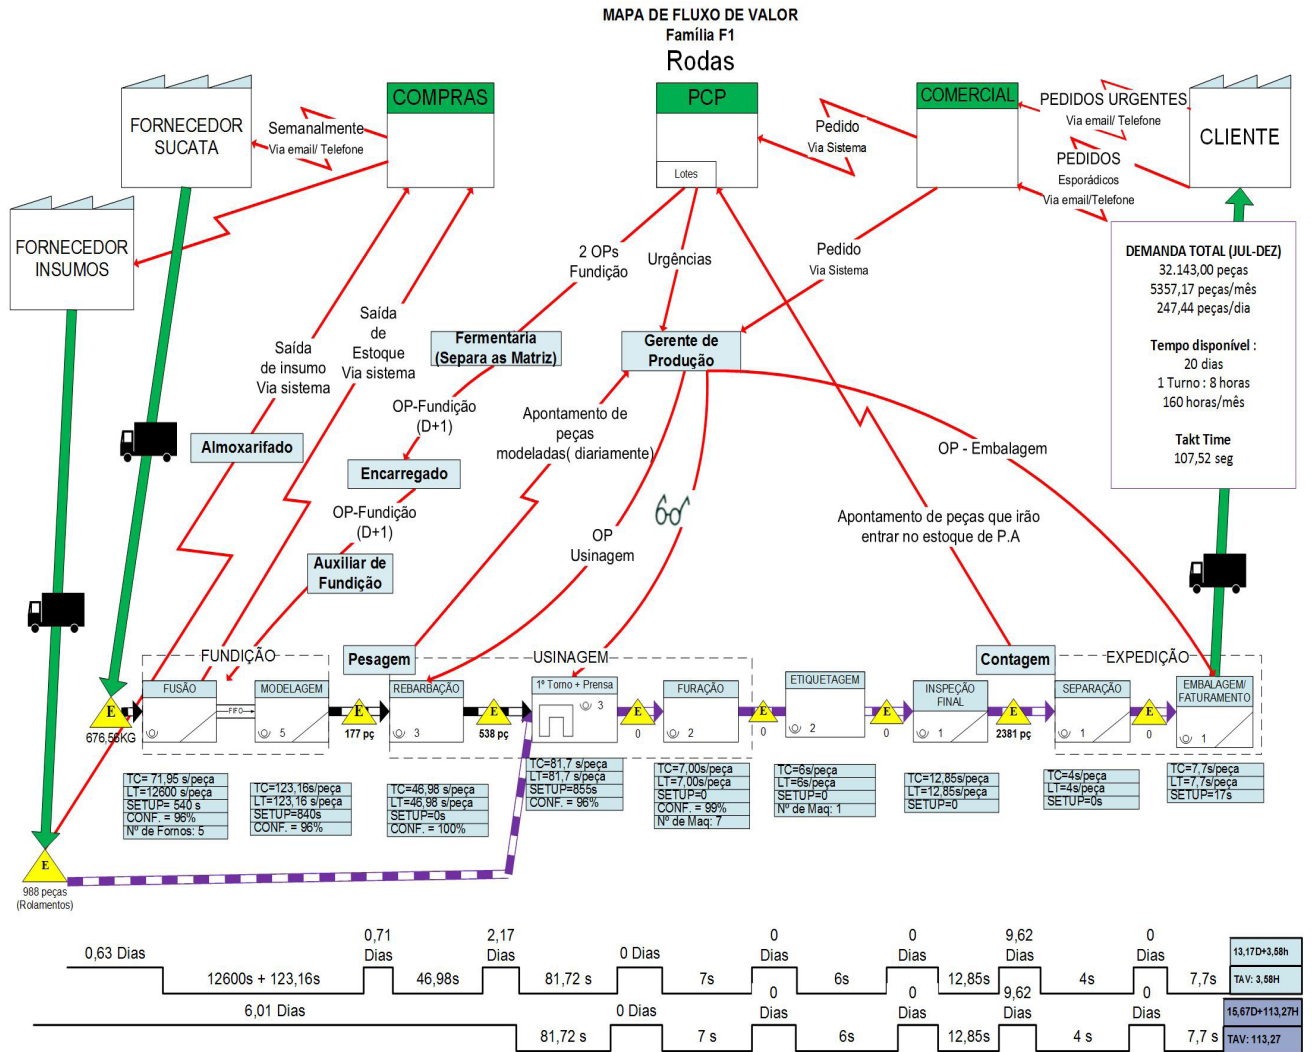 MAPA DE FLUXO DE VALOR
Família F1
Rodas
COMPRAS
PCP
COMERCIAL
FORNECEDOR
SUCATA
Semanalmente
Via email/ Telefone
Lotes
Pedido
Via Sistema
PEDIDOS URGENTES
Via email/ Telefone
PEDIDOS
Esporádicos
Via email/Telefone
CLIENTE
FORNECEDOR
INSUMOS
2 OPs
Fundição
Urgências
Pedido
Via Sistema
DEMANDA TOTAL (JUL-DEZ)
32.143,00 peças
5357,17 peças/mês
247,44 peças/dia
Tempo disponível :
20 dias
1 Turno : 8 horas
160 horas/mês
Takt Time
107,52 seg
Saída
de insumo
Via sistema
Saída
de
Estoque
Via sistema
Fermentaria
(Separa as Matriz)
Gerente de
Produção
OP-Fundição
(D+1)
Apontamento de
peças
modeladas( diariamente)
Almoxarifado
Encarregado
OP - Embalagem
OP-Fundição
(D+1)
OP
Usinagem
Apontamento de peças que irão
entrar no estoque de P.A
Auxiliar de
Fundição
FUNDIÇÃO
Pesagem
USINAGEM
Contagem
EXPEDIÇÃO
E
676,56KG
FUSÃO
FIFO
MODELAGEM
5
E
177 pç
REBARBAÇÃO
3
E
538 pç
1º Torno + Prensa
3
E
0
FURAÇÃO
2
E
0
ETIQUETAGEM
2
E
0
INSPEÇÃO
FINAL
1
E
2381 pç
SEPARAÇÃO
1
E
0
EMBALAGEM/
FATURAMENTO
1
TC= 71,95 s/peça
LT=12600 s/peça
SETUP= 540 s
CONF. = 96%
Nº de Fornos: 5
TC=123,16s/peça
LT=123,16 s/peça
SETUP=840s
CONF. = 96%
TC=46,98 s/peça
LT=46,98 s/peça
SETUP=0s
CONF. = 100%
TC=81,7 s/peça
LT=81,7 s/peça
SETUP=855s
CONF. = 96%
TC=7,00s/peça
LT=7,00s/peça
SETUP=0
CONF. = 99%
Nº de Maq: 7
TC=6s/peça
LT=6s/peça
SETUP=0
Nº de Maq: 1
TC=12,85s/peça
LT=12,85s/peça
SETUP=0
TC=4s/peça
LT=4s/peça
SETUP=0s
TC=7,7s/peça
LT=7,7s/peça
SETUP=17s
E
988 peças
(Rolamentos)
0,63 Dias
12600s + 123,16s
0,71
Dias
46,98s
2,17
Dias
81,72 s
0 Dias
7s
0
Dias
6s
0
Dias
12,85s
9,62
Dias
4s
0
Dias
7,7s
13,17D+3,58h
TAV: 3,58H
6,01 Dias
81,72 s
0 Dias
7 s
0
Dias
6s
0
Dias
12,85s
9,62
Dias
4 s
0
Dias
7,7 s
15,67D+113,27H
TAV: 113,27